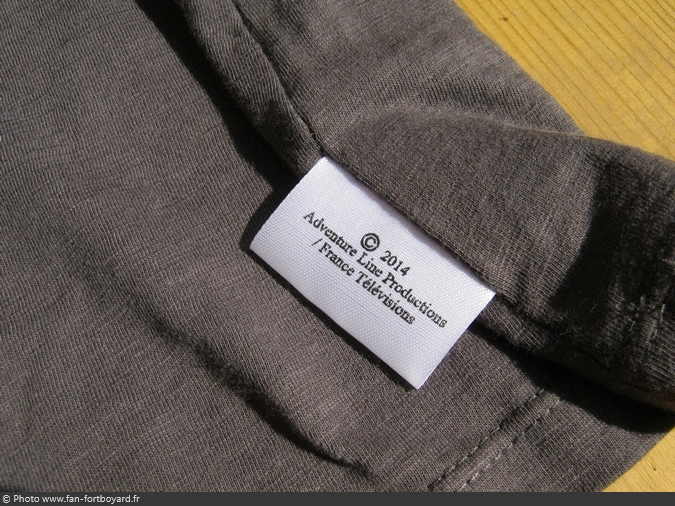 © 2014
Adventure Line Productions
/ France Télévisions
© Photo www.fan-fortboyard.fr